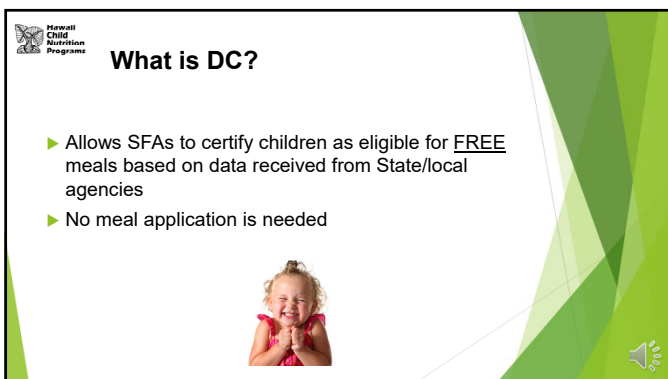 Hawaii
Child
Nutrition
Programs
What is DC?
Allows SFAs to certify children as eligible for FREE
meals based on data received from State/local
agencies
No meal application is needed